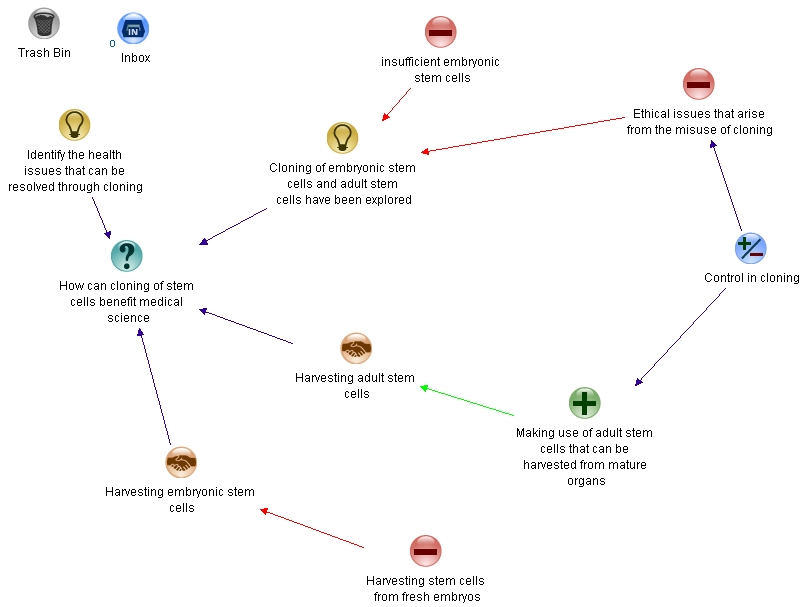 Trash Bin
0
IN
Inbox
insufficient embryonic
stem cells
Ethical issues that arise
from the misuse of cloning
Identify the health
issues that can be
resolved through cloning
Cloning of embryonic stem
cells and adult stem
cells have been explored
?
How can cloning of stem
cells benefit medical
science
Control in cloning
Harvesting adult stem
cells
Making use of adult stem
cells that can be
harvested from mature
organs
Harvesting embryonic stem
cells
Harvesting stem cells
from fresh embryos